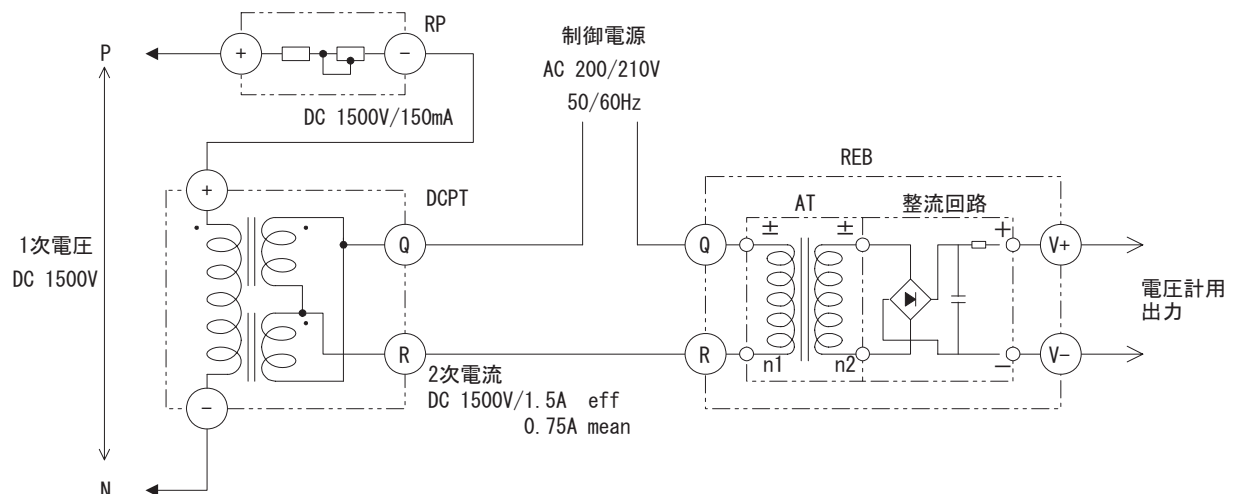 RP
P
+
−
DC 1500V/150mA
制御電源
AC 200/210V
50/60Hz
1次電圧
DC 1500V
+
DCPT
Q
R
−
N
2次電流
DC 1500V/1.5A eff
0.75A mean
REB
AT
整流回路
Q
R
±
±
n1
n2
+
−
V+
V−
電圧計用
出力